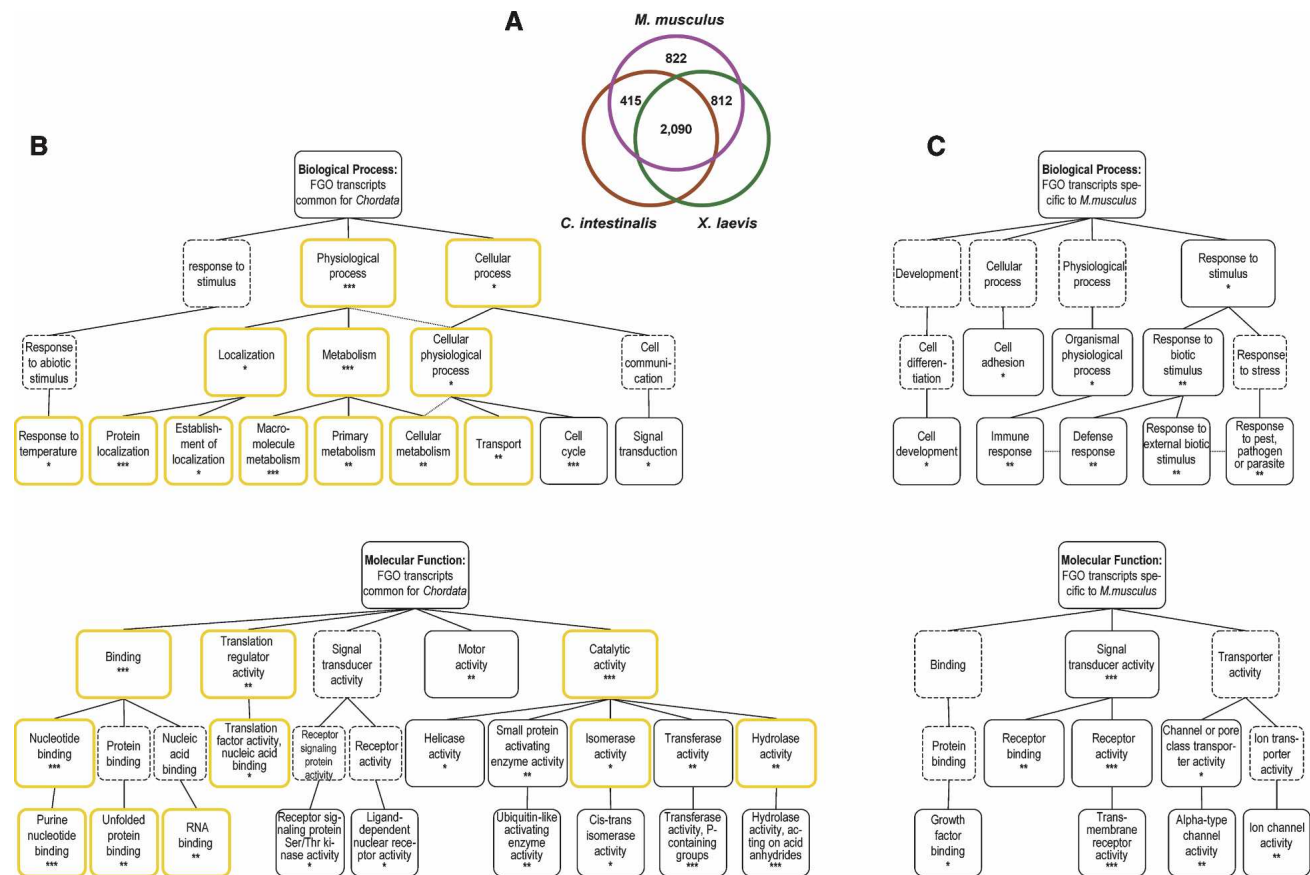 A
M. musculus
822
415
812
2,090
C. intestinalis
X. laevis
B
Biological Process:
FGO transcripts
common for Chordata
response to
stimulus
Physiological
process
***
Cellular
process
*
Response
to abiotic
stimulus
Localization
*
Metabolism
***
Cellular
physiological
process
*
Cell
communi-
cation
Response to
temperature
*
Protein
localization
***
Establish-
ment of
localization
*
Macro-
molecule
metabolism
***
Primary
metabolism
**
Cellular
metabolism
**
Transport
**
Cell
cycle
***
Signal
transduction
*
Molecular Function:
FGO transcripts
common for Chordata
Binding
***
Translation
regulator
activity
**
Signal
transducer
activity
Motor
activity
**
Catalytic
activity
***
Nucleotide
binding
***
Protein
binding
Nucleic
acid
binding
Translation
factor activity,
nucleic acid
binding
*
Receptor
signaling
protein
activity
Receptor
activity
Helicase
activity
*
Small protein
activating
enzyme activity
**
Isomerase
activity
*
Transferase
activity
**
Hydrolase
activity
**
Purine
nucleotide
binding
***
Unfolded
protein
binding
**
RNA
binding
**
Receptor sig-
naling protein
Ser/Thr ki-
nase activity
*
Ligand-
dependent
nuclear rece-
ptor activity
*
Ubiquitin-like
activating
enzyme
activity
**
Cis-trans
isomerase
activity
*
Transferase
activity, P-
containing
groups
***
Hydrolase
activity, ac-
ting on acid
anhydrides
***
C
Biological Process:
FGO transcripts spe-
cific to M.musculus
Development
Cellular
process
Physiological
process
Response to
stimulus
*
Cell
differen-
tiation
Cell
adhesion
*
Organismal
physiological
process
*
Response to
biotic
stimulus
**
Response
to stress
Cell
development
*
Immune
response
**
Defense
response
**
Response to
external biotic
stimulus
**
Response
to pest,
pathogen
or parasite
**
Molecular Function:
FGO transcripts spe-
cific to M.musculus
Binding
Signal
transducer activity
***
Transporter
activity
Protein
binding
Receptor
binding
**
Receptor
activity
***
Channel or pore
class transpor-
ter activity
*
Ion trans-
porter
activity
Growth
factor
binding
*
Trans-
membrane
receptor
activity
***
Alpha-type
channel
activity
**
Ion channel
activity
**